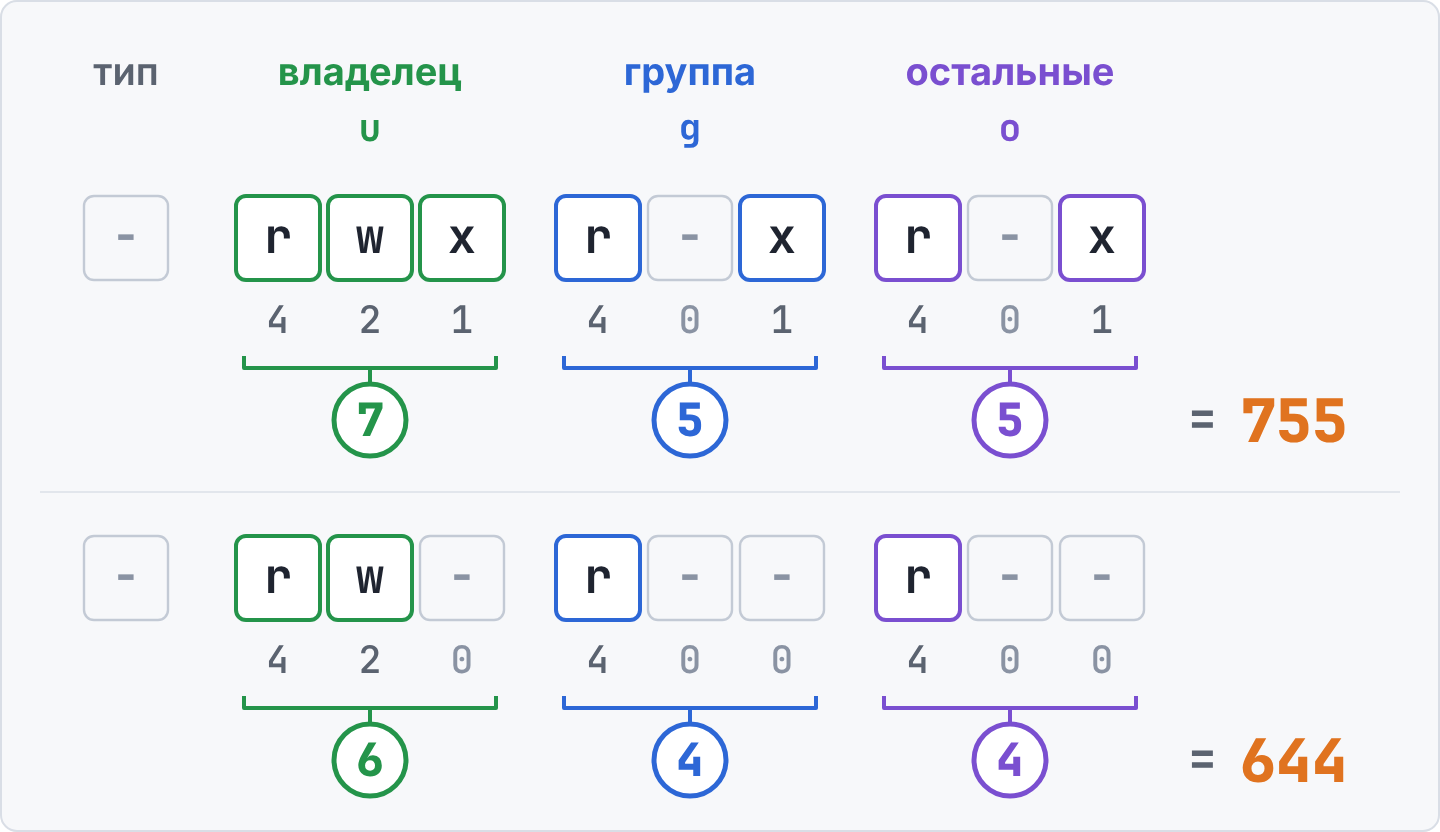 тип владелец группа остальные
u g o
- r w x r - x r - x
4 2 1 4 0 1 4 0 1
7 5 5 = 755
- r w - r - - r - -
4 2 0 4 0 0 4 0 0
6 4 4 = 644